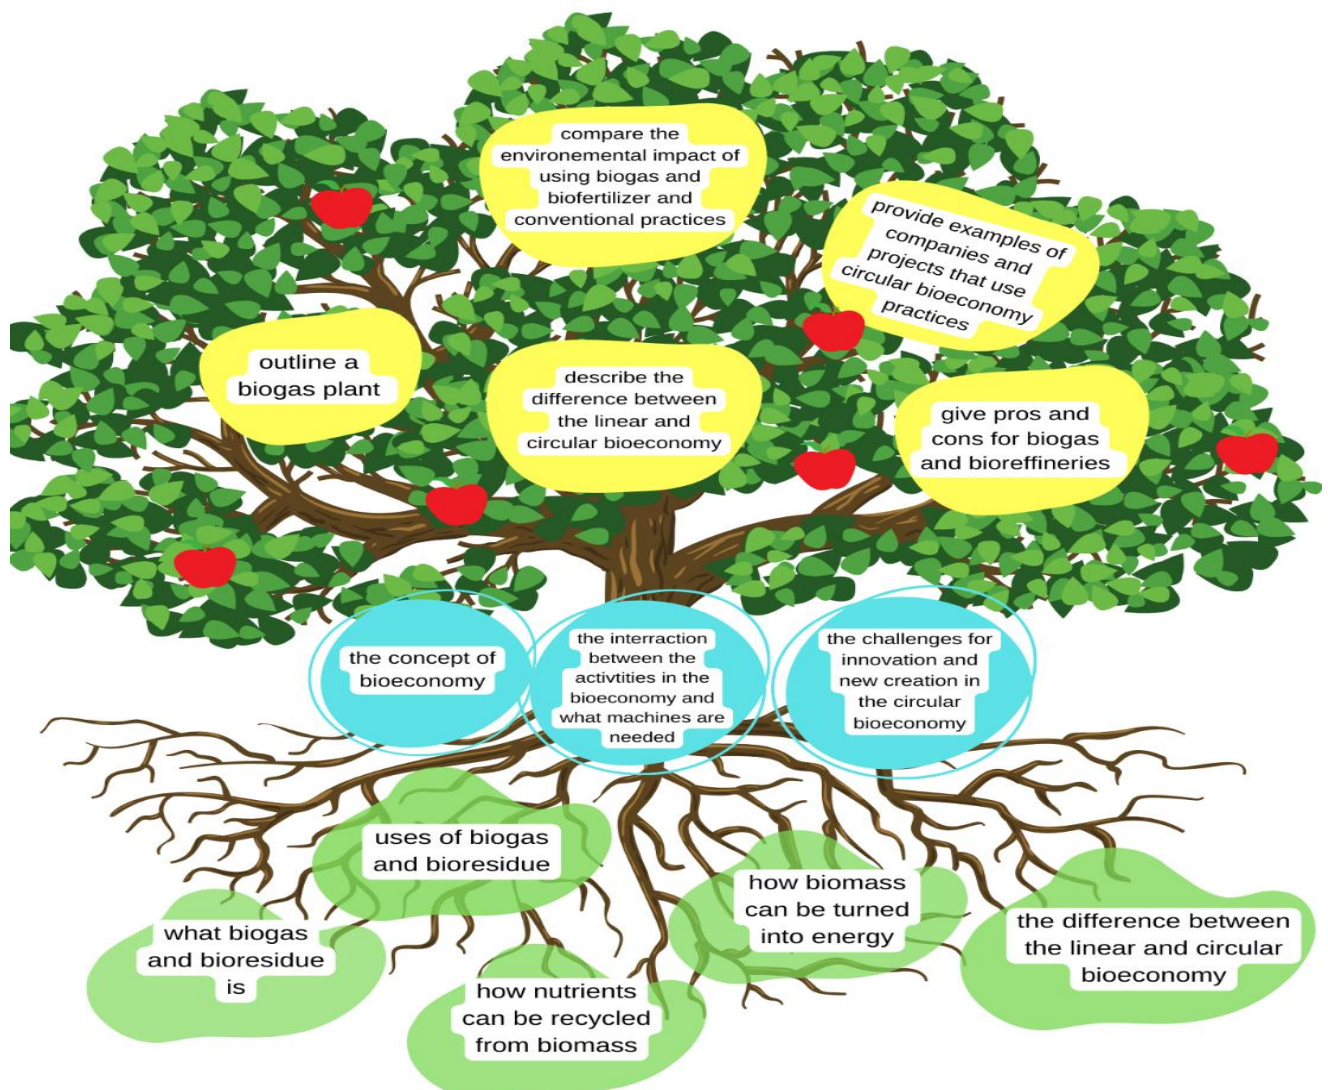 compare the
environemental impact of
using biogas and
biofertilizer and
conventional practices
provide examples of
companies and
projects that use
circular bioeconomy
practices
outline a
biogas plant
describe the
difference between
the linear and
circular bioeconomy
give pros and
cons for biogas
and bioreffineries
the concept of
bioeconomy
the interraction
between the
activtities in the
bioeconomy and
what machines are
needed
the challenges for
innovation and
new creation in
the circular
bioeconomy
uses of biogas
and bioresidue
how biomass
can be turned
into energy
the difference between
the linear and circular
bioeconomy
what biogas
and bioresidue
is
how nutrients
can be recycled
from biomass